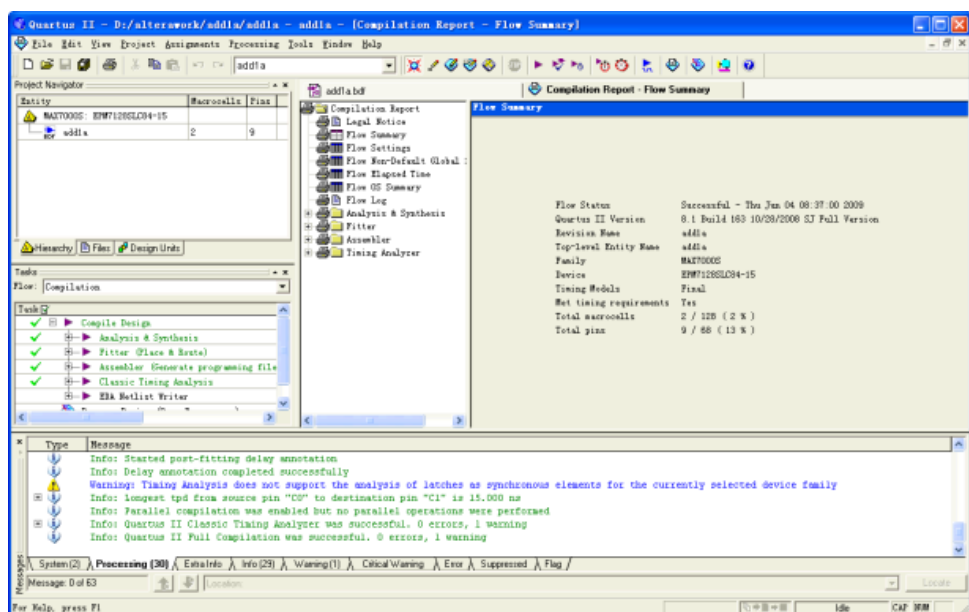 Quartus II - D:/alterawork/add1a/add1a - add1a - [Compilation Report - Flow Summary]
File Edit View Project Assignments Processing Tools Window Help
add1a
Project Navigator
Entity Macrocells Pins
MAX7000S: EPM7128SLC84-15
add1a 2 9
Hierarchy Files Design Units
Tasks
Flow: Compilation
Task
Compile Design
Analysis & Synthesis
Fitter (Place & Route)
Assembler (Generate programming file
Classic Timing Analysis
EDA Netlist Writer
add1a.bdf
Compilation Report - Flow Summary
Compilation Report
Legal Notice
Flow Summary
Flow Settings
Flow Non-Default Global
Flow Elapsed Time
Flow OS Summary
Flow Log
Analysis & Synthesis
Fitter
Assembler
Timing Analyzer
Flow Summary
Flow Status Successful - Thu Jun 04 08:37:00 2009
Quartus II Version 8.1 Build 163 10/28/2008 SJ Full Version
Revision Name add1a
Top-level Entity Name add1a
Family MAX7000S
Device EPM7128SLC84-15
Timing Models Final
Met timing requirements Yes
Total macrocells 2 / 128 ( 2 % )
Total pins 9 / 68 ( 13 % )
Type Message
Info: Started post-fitting delay annotation
Info: Delay annotation completed successfully
Warning: Timing Analysis does not support the analysis of latches as synchronous elements for the currently selected device family
Info: Longest tpd from source pin "C0" to destination pin "C1" is 15.000 ns
Info: Parallel compilation was enabled but no parallel operations were performed
Info: Quartus II Classic Timing Analyzer was successful. 0 errors, 1 warning
Info: Quartus II Full Compilation was successful. 0 errors, 1 warning
System (2) Processing (30) Extra Info Info (29) Warning (1) Critical Warning Error Suppressed Flag
Messages
Message: 0 of 63 Location: Locate
For Help, press F1 Idle CAP NUM